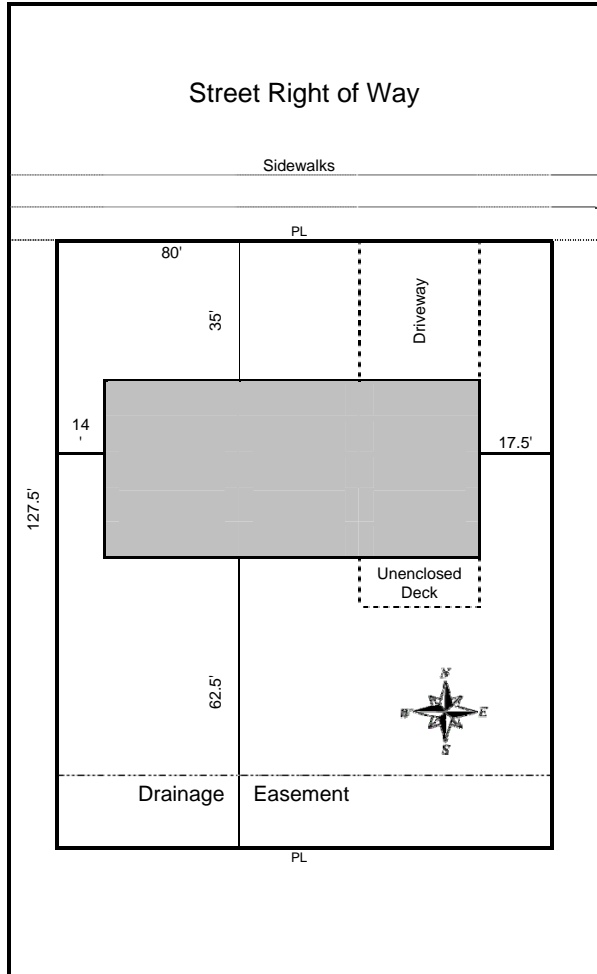 Street Right of Way
Sidewalks
PL
80'
35'
Driveway
14
'
17.5'
127.5'
Unenclosed
Deck
62.5'
N
W E
S
Drainage Easement
PL